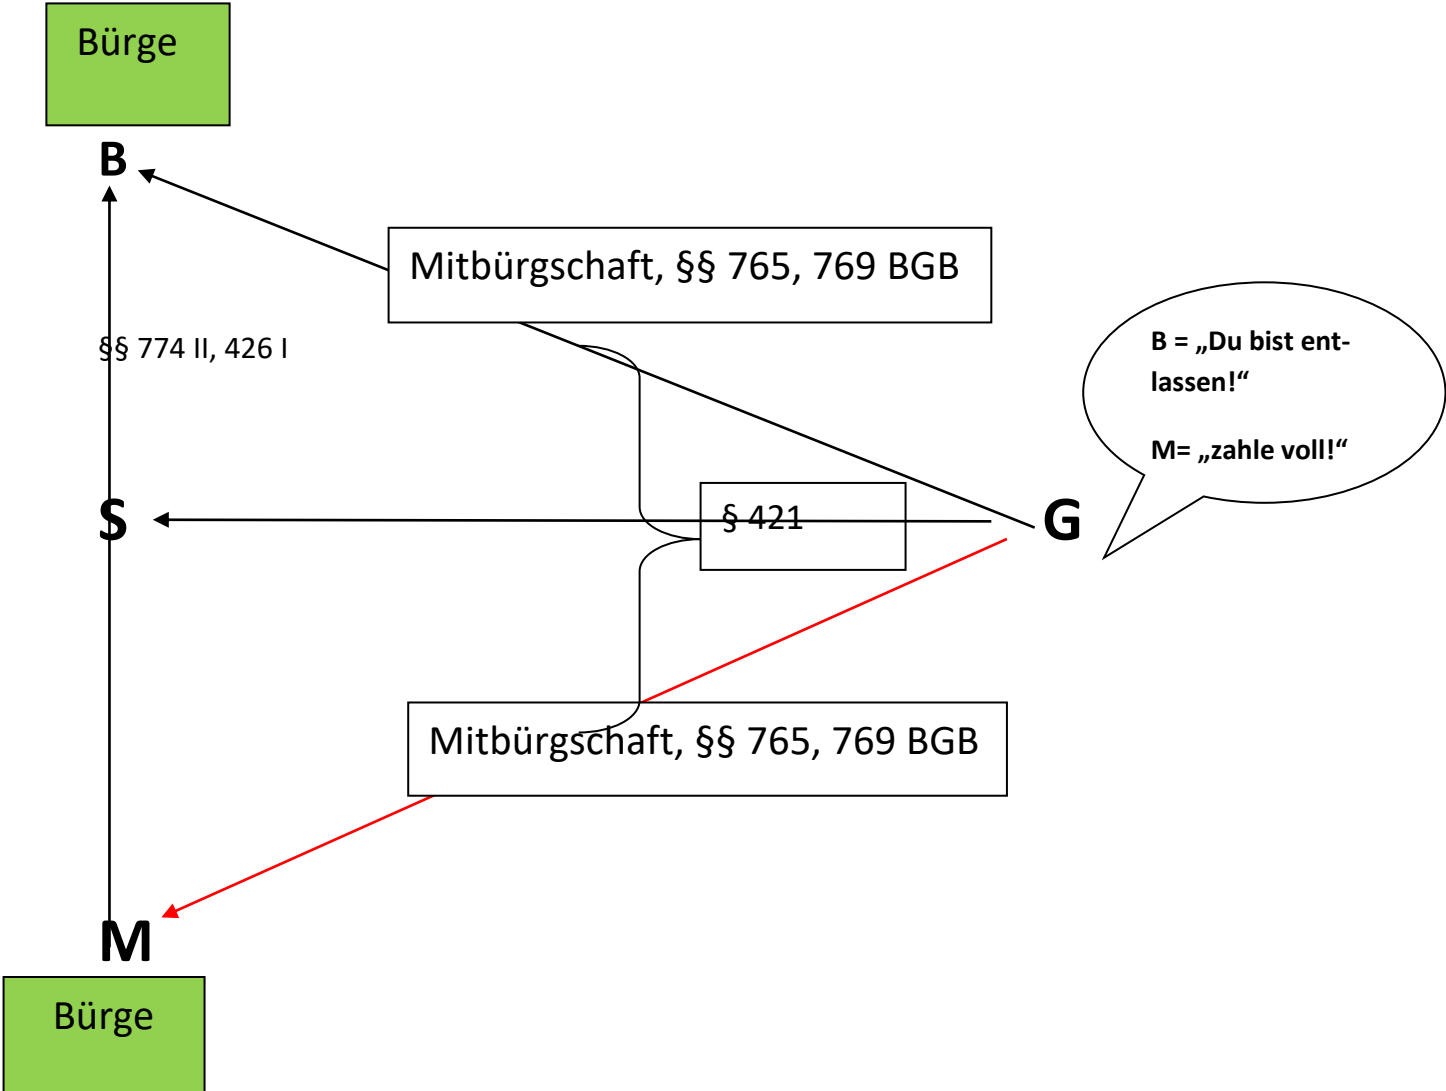 Bürge
B
Mitbürgschaft, §§ 765, 769 BGB
§§ 774 II, 426 I
B = „Du bist ent-
lassen!“
M= „zahle voll!“
S
§ 421
G
Mitbürgschaft, §§ 765, 769 BGB
M
Bürge